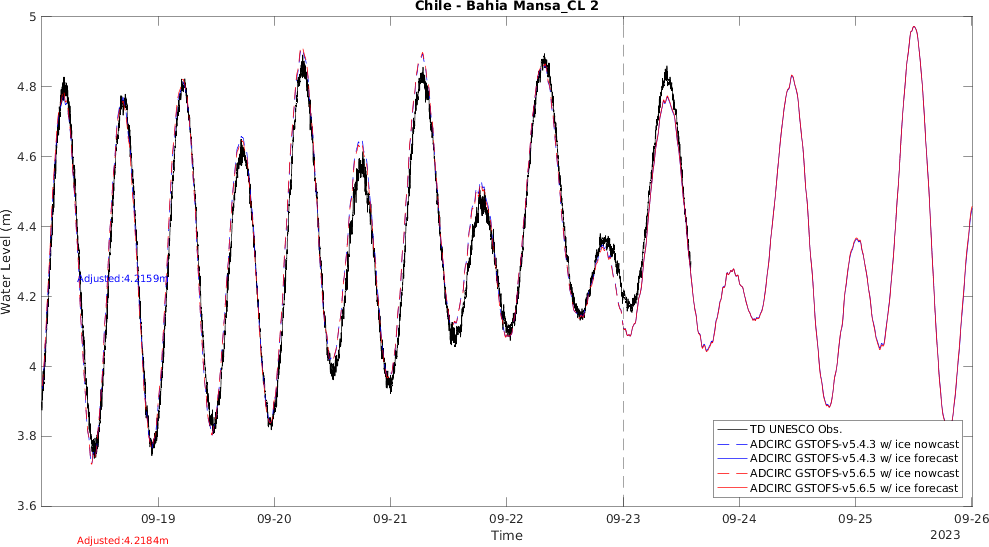 Chile - Bahia Mansa_CL 2
5
4.8
4.6
4.4
4.2
4
3.8
3.6
Water Level (m)
Adjusted:4.2159m
TD UNESCO Obs.
ADCIRC GSTOFS-v5.4.3 w/ ice nowcast
ADCIRC GSTOFS-v5.4.3 w/ ice forecast
ADCIRC GSTOFS-v5.6.5 w/ ice nowcast
ADCIRC GSTOFS-v5.6.5 w/ ice forecast
09-19 09-20 09-21 09-22 09-23 09-24 09-25 09-26
Time
2023
Adjusted:4.2184m